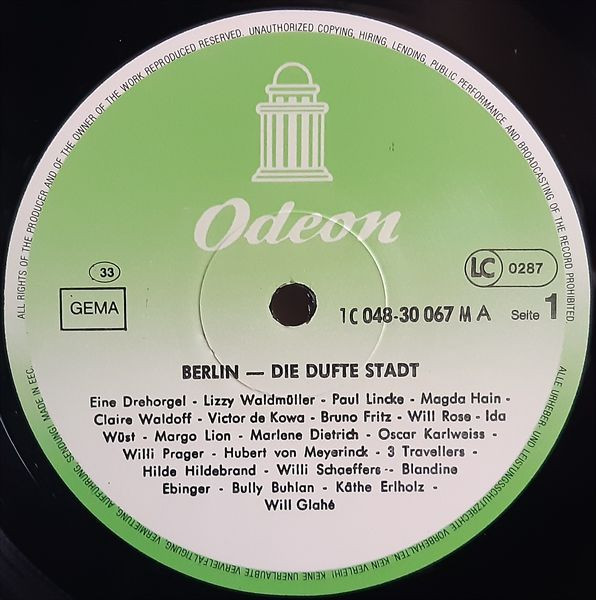 ALL RIGHTS OF THE PRODUCER AND OF THE OWNER OF THE WORK REPRODUCED RESERVED, UNAUTHORIZED COPYING, HIRING, LENDING, PUBLIC PERFORMANCE AND BROADCASTING OF THE RECORD PROHIBITED.
Odeon
33
GEMA
LC 0287
1C 048-30 067 M A
Seite 1
BERLIN — DIE DUFTE STADT
Eine Drehorgel - Lizzy Waldmüller - Paul Lincke - Magda Hain -
Claire Waldoff - Victor de Kowa - Bruno Fritz - Will Rose - Ida
Wüst - Margo Lion - Marlene Dietrich - Oscar Karlweiss -
Willi Prager - Hubert von Meyerinck - 3 Travellers -
Hilde Hildebrand - Willi Schaeffers - Blandine
Ebinger - Bully Buhlan - Käthe Erlholz -
Will Glahé
ALLE URHEBER- UND LEISTUNGSSCHUTZRECHTE VORBEHALTEN. KEIN VERLEIH! KEINE UNERLAUBTE VERVIELFÄLTIGUNG, VERMIETUNG, AUFFÜHRUNG, SENDUNG! MADE IN EEC.